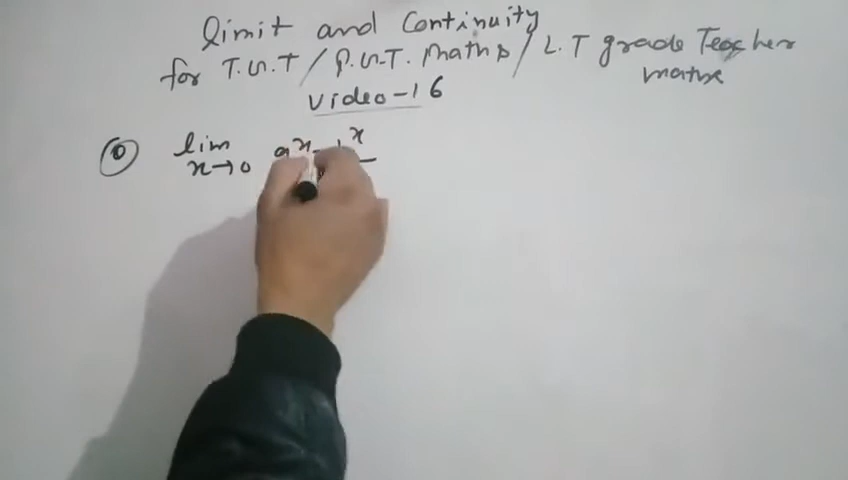 limit and Continuity
for T.G.T / P.G.T. Maths / L.T grade Teacher
maths
video-16
① lim a^x - b^x
x→0